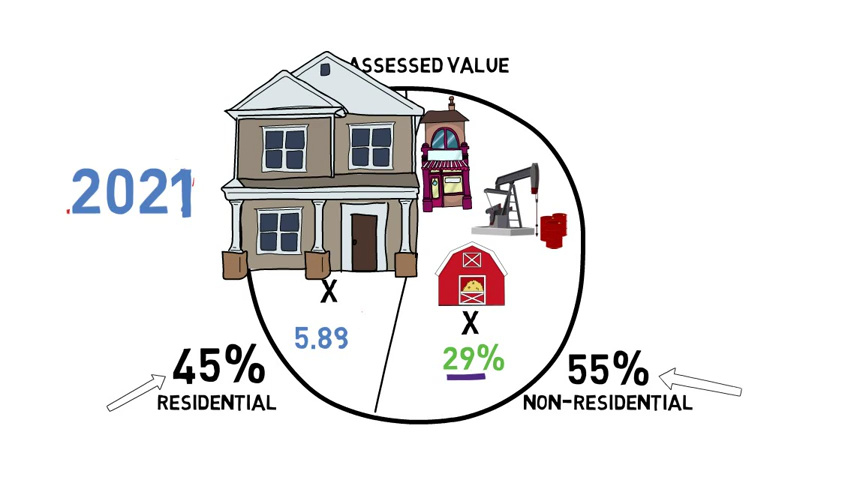 ASSESSED VALUE
2021
X
5.89
X
29%
45%
RESIDENTIAL
55%
NON-RESIDENTIAL